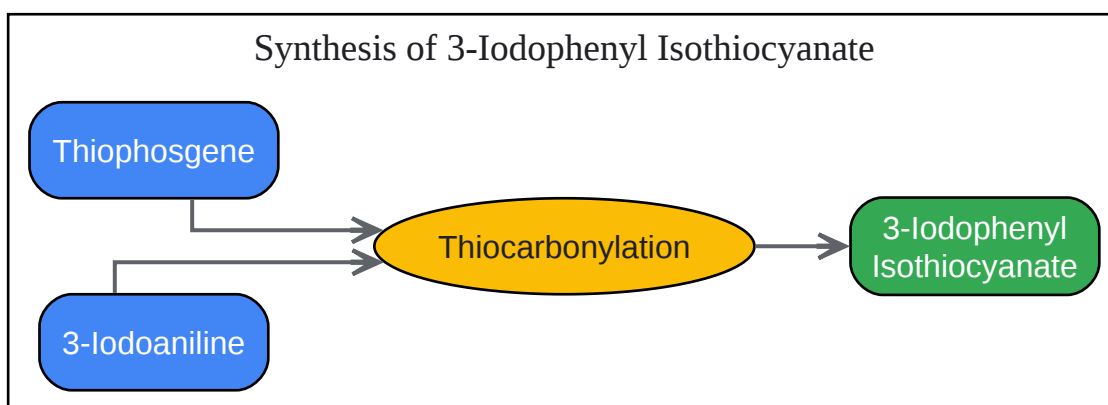 Synthesis of 3-Iodophenyl Isothiocyanate
Thiophosgene
3-Iodoaniline
Thiocarbonylation
3-Iodophenyl
Isothiocyanate